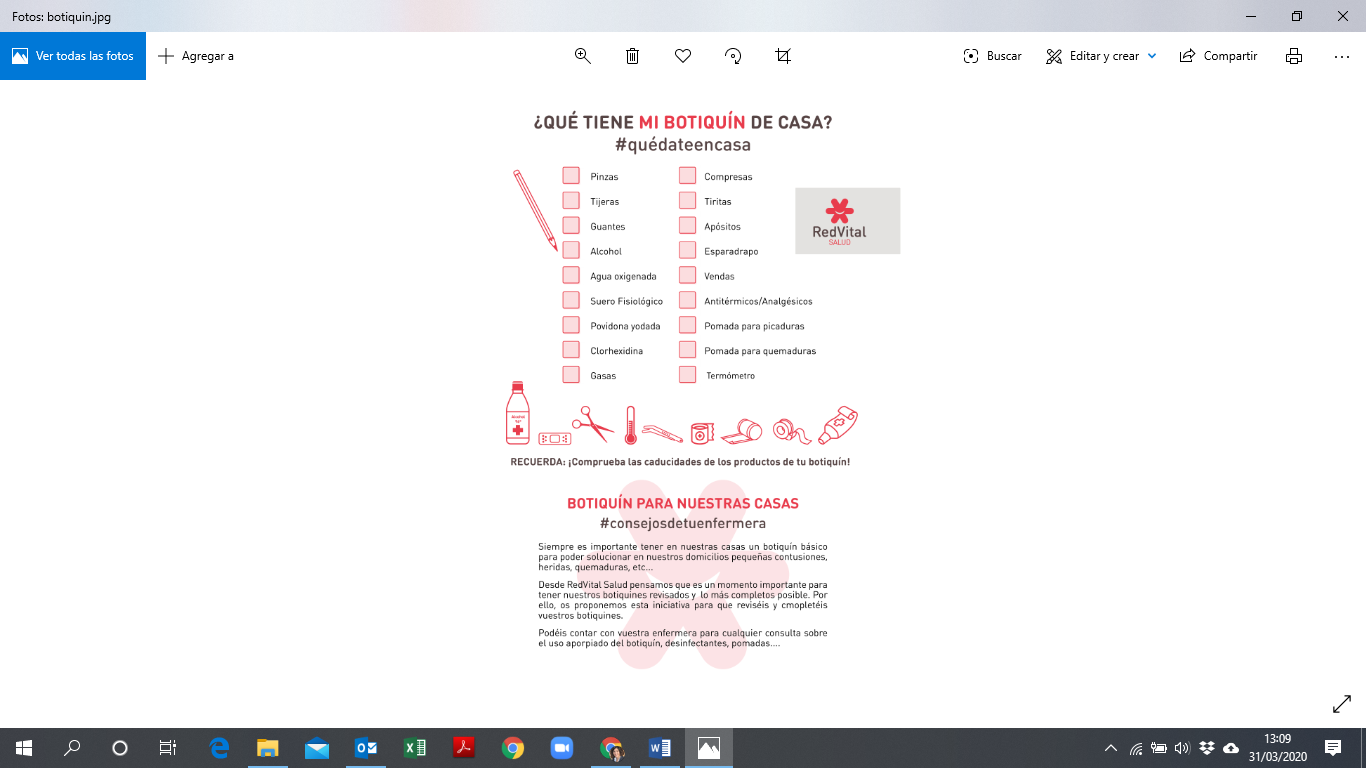 Fotos: botiquin.jpg
Ver todas las fotos
Agregar a
Buscar
Editar y crear
Compartir
¿QUÉ TIENE MI BOTIQUÍN DE CASA?
#quédateencasa
Pinzas
Compresas
Tijeras
Tiritas
Guantes
Apósitos
Alcohol
Esparadrapo
Agua oxigenada
Vendas
Suero Fisiológico
Antitérmicos/Analgésicos
Povidona yodada
Pomada para picaduras
Clorhexidina
Pomada para quemaduras
Gasas
Termómetro
RedVital
SALUD
RECUERDA: ¡Comprueba las caducidades de los productos de tu botiquín!
BOTIQUÍN PARA NUESTRAS CASAS
#consejosdetuenfermera
Siempre es importante tener en nuestras casas un botiquín básico
para poder solucionar en nuestros domicilios pequeñas contusiones,
heridas, quemaduras, etc...
Desde RedVital Salud pensamos que es un momento importante para
tener nuestros botiquines revisados y lo más completos posible. Por
ello, os proponemos esta iniciativa para que reviséis y cmopletéis
vuestros botiquines.
Podéis contar con vuestra enfermera para cualquier consulta sobre
el uso aporpiado del botiquín, desinfectantes, pomadas....
13:09
31/03/2020